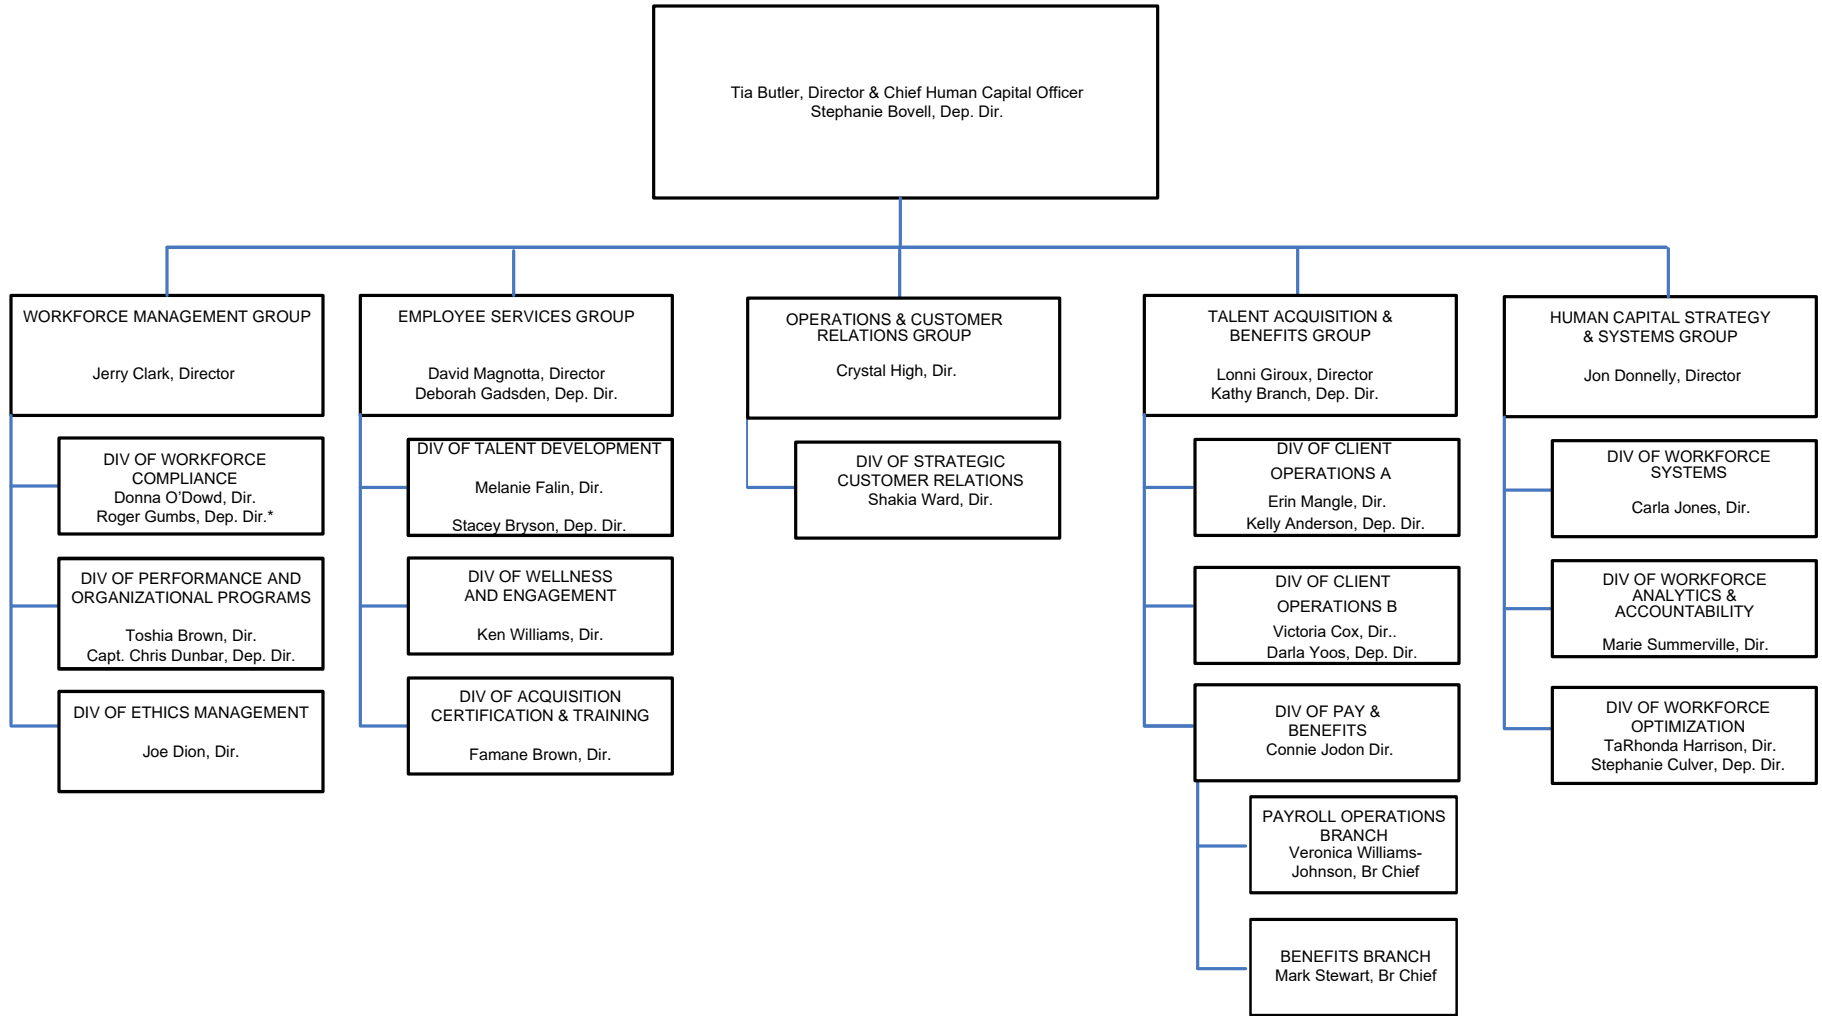 Tia Butler, Director & Chief Human Capital Officer
Stephanie Bovell, Dep. Dir.
WORKFORCE MANAGEMENT GROUP
Jerry Clark, Director
DIV OF WORKFORCE
COMPLIANCE
Donna O’Dowd, Dir.
Roger Gumbs, Dep. Dir.*
DIV OF PERFORMANCE AND
ORGANIZATIONAL PROGRAMS
Toshia Brown, Dir.
Capt. Chris Dunbar, Dep. Dir.
DIV OF ETHICS MANAGEMENT
Joe Dion, Dir.
EMPLOYEE SERVICES GROUP
David Magnotta, Director
Deborah Gadsden, Dep. Dir.
DIV OF TALENT DEVELOPMENT
Melanie Falin, Dir.
Stacey Bryson, Dep. Dir.
DIV OF WELLNESS
AND ENGAGEMENT
Ken Williams, Dir.
DIV OF ACQUISITION
CERTIFICATION & TRAINING
Famane Brown, Dir.
OPERATIONS & CUSTOMER
RELATIONS GROUP
Crystal High, Dir.
DIV OF STRATEGIC
CUSTOMER RELATIONS
Shakia Ward, Dir.
TALENT ACQUISITION &
BENEFITS GROUP
Lonni Giroux, Director
Kathy Branch, Dep. Dir.
DIV OF CLIENT
OPERATIONS A
Erin Mangle, Dir.
Kelly Anderson, Dep. Dir.
DIV OF CLIENT
OPERATIONS B
Victoria Cox, Dir..
Darla Yoos, Dep. Dir.
DIV OF PAY &
BENEFITS
Connie Jodon Dir.
PAYROLL OPERATIONS
BRANCH
Veronica Williams-
Johnson, Br Chief
BENEFITS BRANCH
Mark Stewart, Br Chief
HUMAN CAPITAL STRATEGY
& SYSTEMS GROUP
Jon Donnelly, Director
DIV OF WORKFORCE
SYSTEMS
Carla Jones, Dir.
DIV OF WORKFORCE
ANALYTICS &
ACCOUNTABILITY
Marie Summerville, Dir.
DIV OF WORKFORCE
OPTIMIZATION
TaRhonda Harrison, Dir.
Stephanie Culver, Dep. Dir.